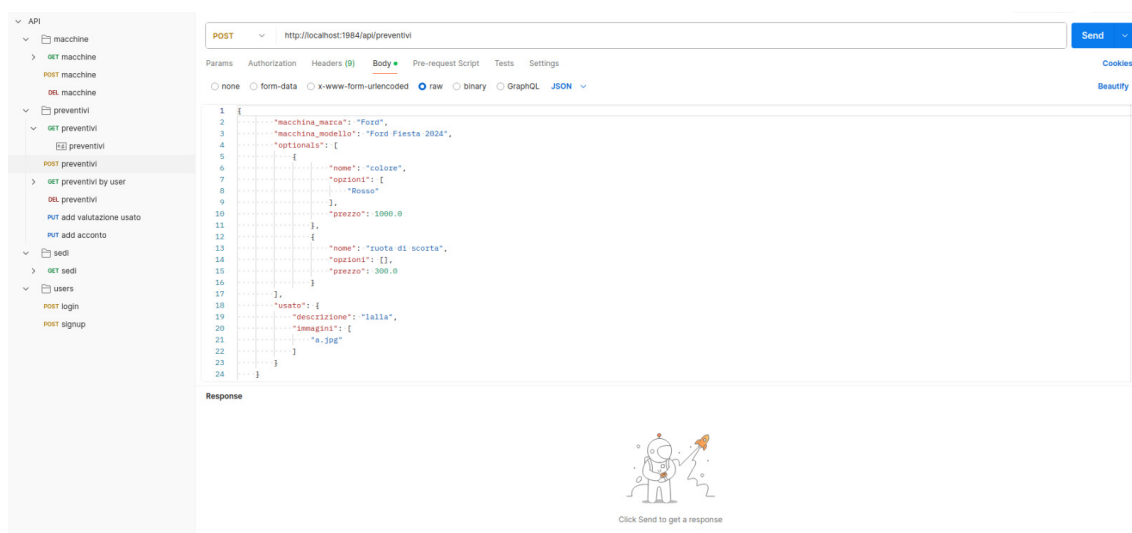 API
macchine
GET macchine
POST macchine
DEL macchine
preventivi
GET preventivi
e.g. preventivi
POST preventivi
GET preventivi by user
DEL preventivi
PUT add valutazione usato
PUT add acconto
sedi
GET sedi
users
POST login
POST signup
POST http://localhost:1984/api/preventivi Send
Params Authorization Headers (9) Body Pre-request Script Tests Settings Cookies
none form-data x-www-form-urlencoded raw binary GraphQL JSON Beautify
1 {
2 "macchina_marca": "Ford",
3 "macchina_modello": "Ford Fiesta 2024",
4 "optionals": [
5 {
6 "nome": "colore",
7 "opzioni": [
8 "Rosso"
9 ],
10 "prezzo": 1000.0
11 },
12 {
13 "nome": "ruota di scorta",
14 "opzioni": [],
15 "prezzo": 300.0
16 }
17 ],
18 "usato": {
19 "descrizione": "lalla",
20 "immagini": [
21 "a.jpg"
22 ]
23 }
24 }
Response
Click Send to get a response